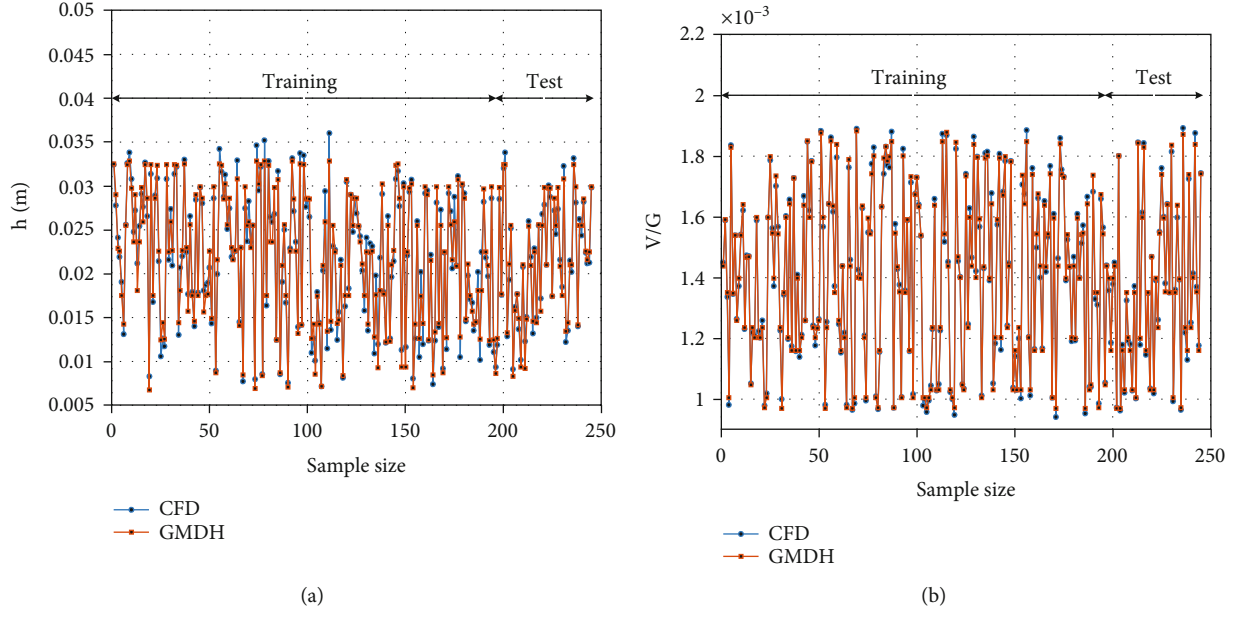 0.05
0.045
0.04
0.035
0.03
0.025
0.02
0.015
0.01
0.005
h (m)
Training
Test
0 50 100 150 200 250
Sample size
CFD
GMDH
(a)
×10⁻³
2.2
2
1.8
1.6
1.4
1.2
1
V/G
Training
Test
0 50 100 150 200 250
Sample size
CFD
GMDH
(b)